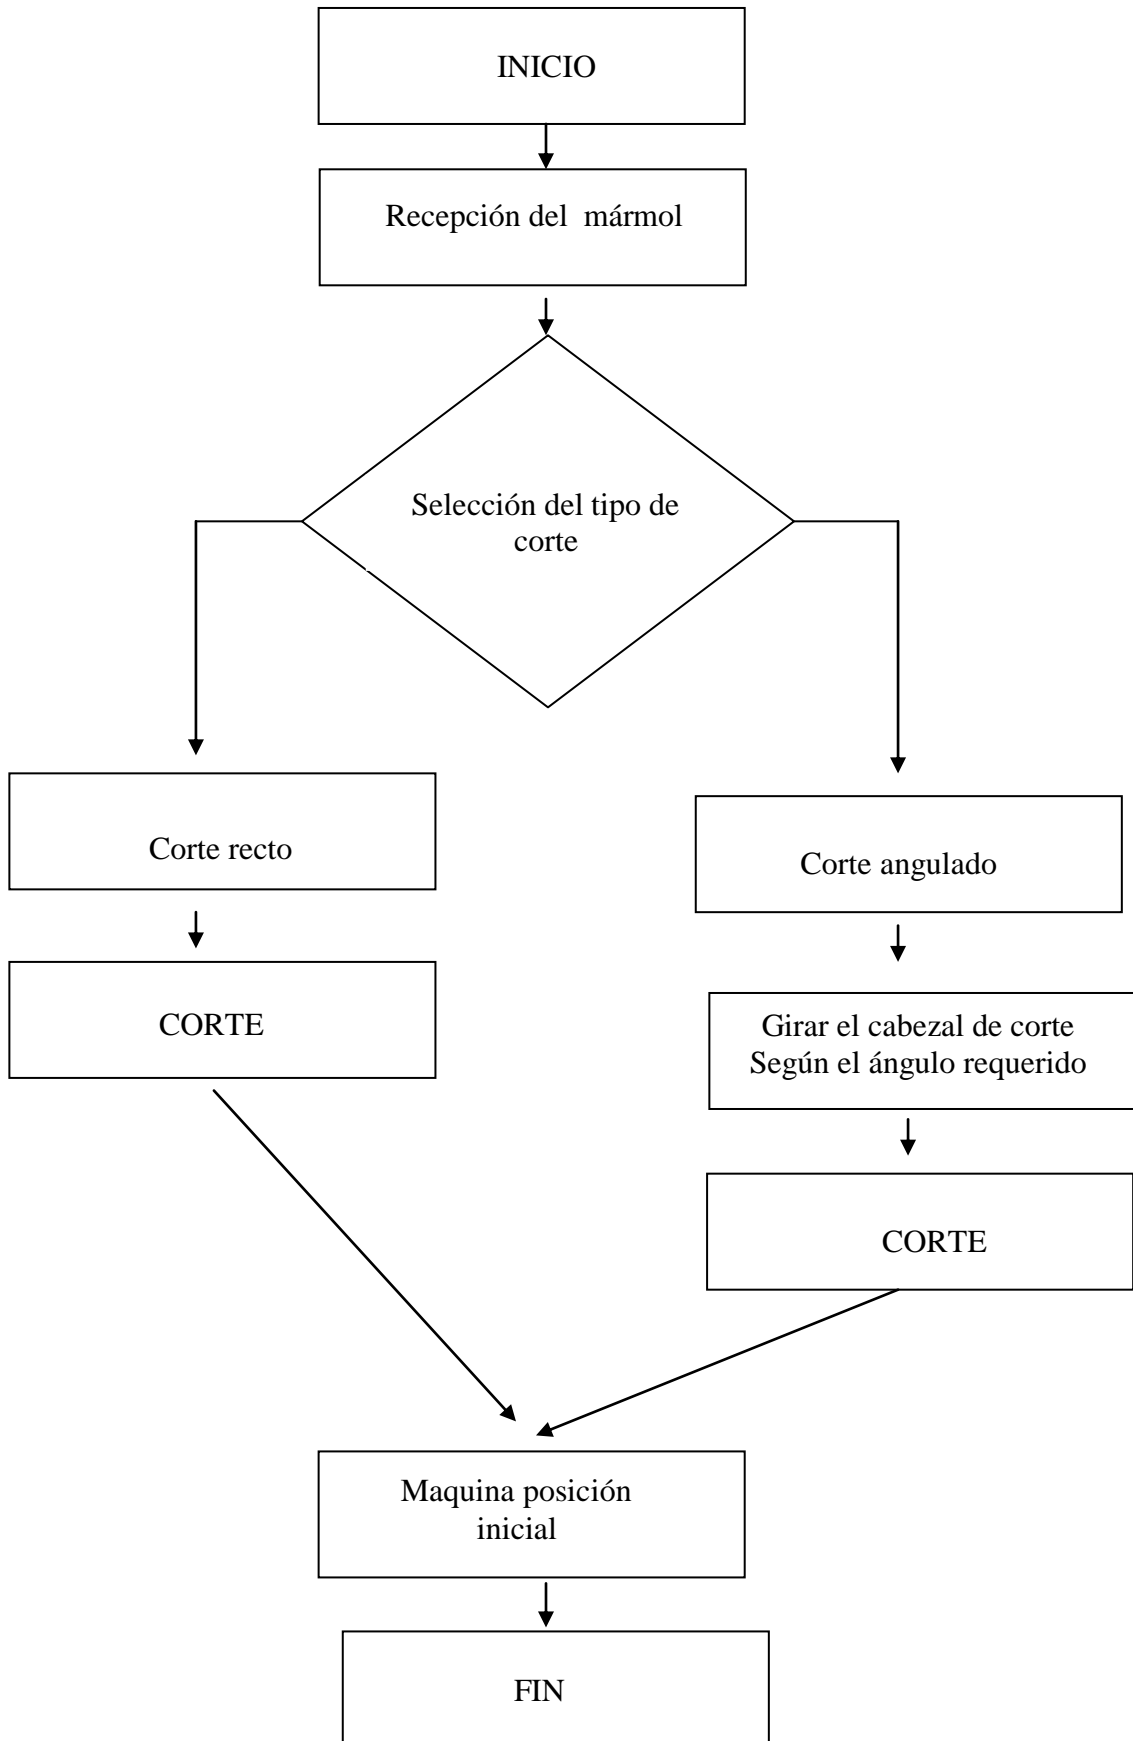 INICIO
Recepción del mármol
Selección del tipo de
corte
Corte recto
Corte angulado
CORTE
Girar el cabezal de corte
Según el ángulo requerido
CORTE
Maquina posición
inicial
FIN